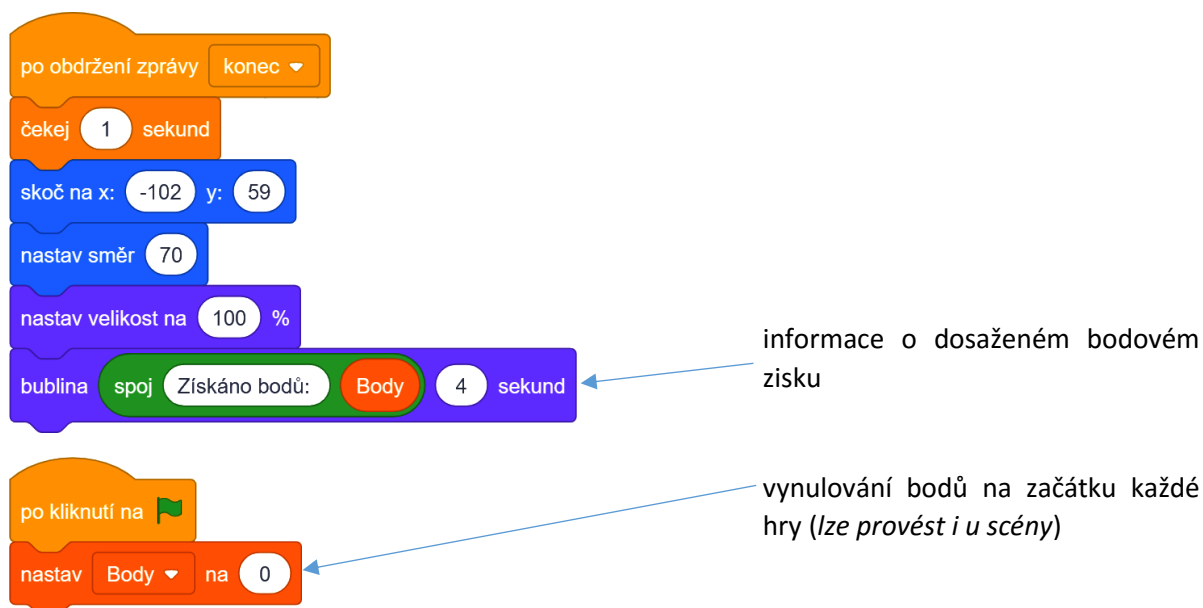 po obdržení zprávy konec
čekej 1 sekund
skoč na x: -102 y: 59
nastav směr 70
nastav velikost na 100 %
bublina spoj Získáno bodů: Body 4 sekund
informace o dosaženém bodovém
zisku
po kliknutí na
nastav Body na 0
vynulování bodů na začátku každé
hry (lze provést i u scény)